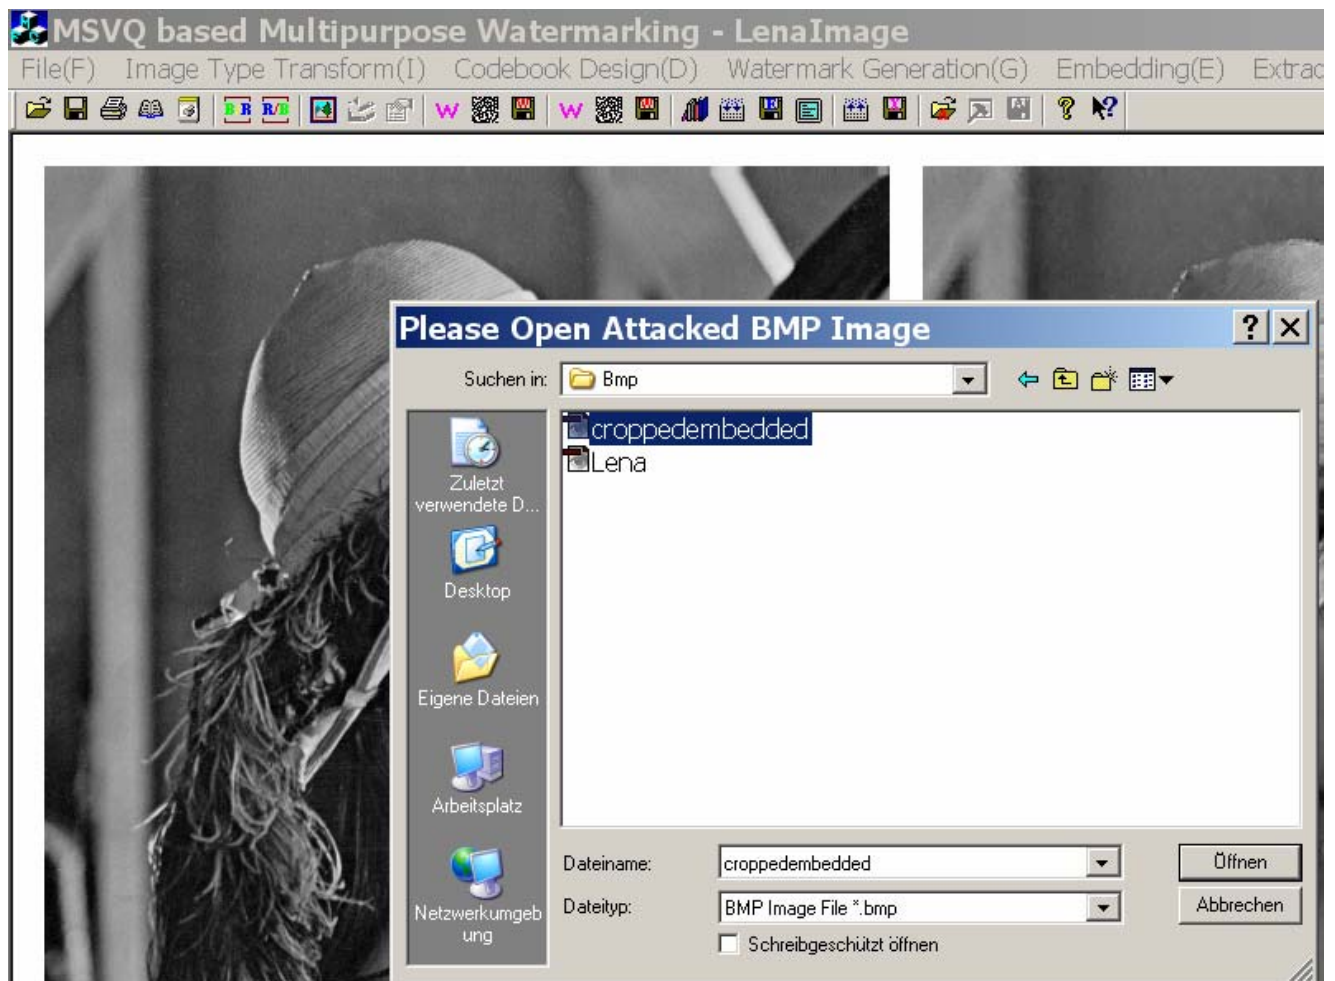 MSVQ based Multipurpose Watermarking - LenaImage
File(F) Image Type Transform(I) Codebook Design(D) Watermark Generation(G) Embedding(E) Extrac
Please Open Attacked BMP Image
Suchen in: Bmp
croppedembedded
Lena
Zuletzt
verwendete D...
Desktop
Eigene Dateien
Arbeitsplatz
Netzwerkumgeb
ung
Dateiname: croppedembedded Öffnen
Dateityp: BMP Image File *.bmp Abbrechen
Schreibgeschützt öffnen